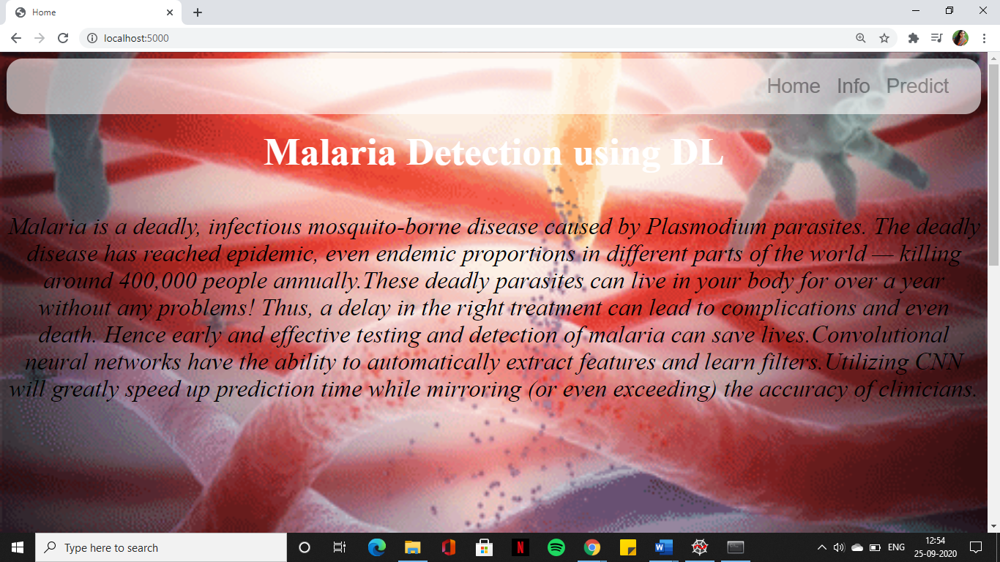 Home
localhost:5000
Home Info Predict
Malaria Detection using DL
Malaria is a deadly, infectious mosquito-borne disease caused by Plasmodium parasites. The deadly
disease has reached epidemic, even endemic proportions in different parts of the world — killing
around 400,000 people annually.These deadly parasites can live in your body for over a year
without any problems! Thus, a delay in the right treatment can lead to complications and even
death. Hence early and effective testing and detection of malaria can save lives.Convolutional
neural networks have the ability to automatically extract features and learn filters.Utilizing CNN
will greatly speed up prediction time while mirroring (or even exceeding) the accuracy of clinicians.
Type here to search
ENG
12:54
25-09-2020